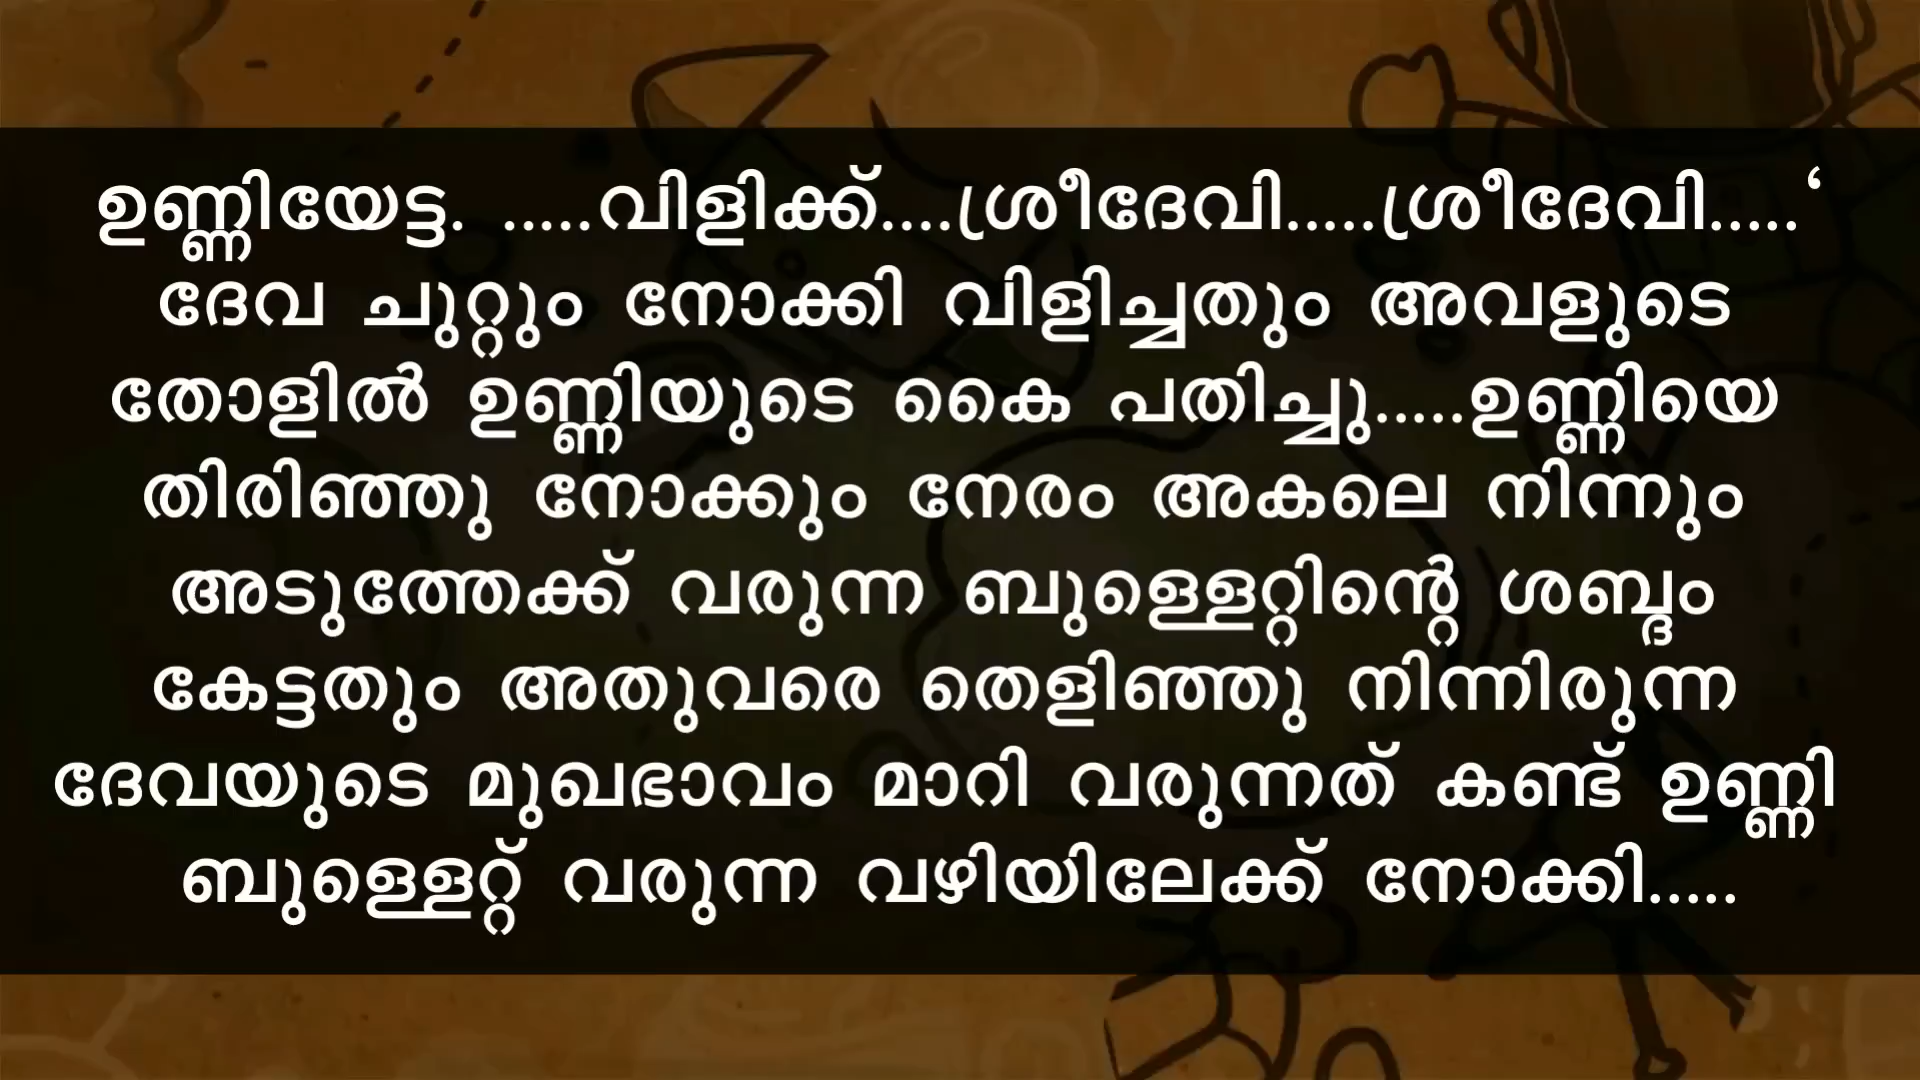 ഉണ്ണിയേട്ട. .....വിളിക്ക്....ശ്രീദേവി.....ശ്രീദേവി.....‘
ദേവ ചുറ്റും നോക്കി വിളിച്ചതും അവളുടെ
തോളിൽ ഉണ്ണിയുടെ കൈ പതിച്ചു.....ഉണ്ണിയെ
തിരിഞ്ഞു നോക്കും നേരം അകലെ നിന്നും
അടുത്തേക്ക് വരുന്ന ബുള്ളെറ്റിന്റെ ശബ്ദം
കേട്ടതും അതുവരെ തെളിഞ്ഞു നിന്നിരുന്ന
ദേവയുടെ മുഖഭാവം മാറി വരുന്നത് കണ്ട് ഉണ്ണി
ബുള്ളെറ്റ് വരുന്ന വഴിയിലേക്ക് നോക്കി.....